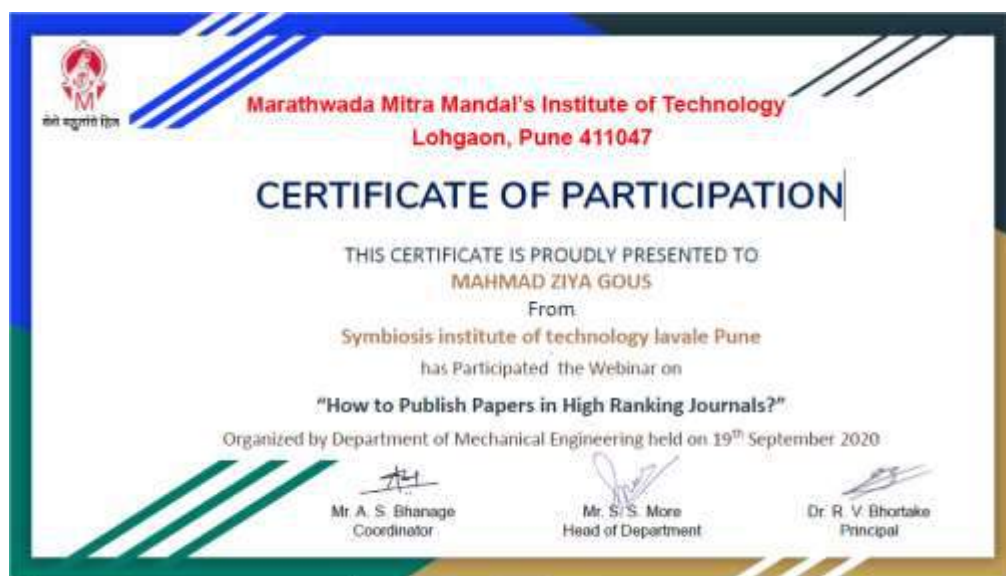 Marathwada Mitra Mandal's Institute of Technology
Lohgaon, Pune 411047
CERTIFICATE OF PARTICIPATION
THIS CERTIFICATE IS PROUDLY PRESENTED TO
MAHMAD ZIYA GOUS
From
Symbiosis institute of technology lavale Pune
has Participated the Webinar on
"How to Publish Papers in High Ranking Journals?"
Organized by Department of Mechanical Engineering held on 19th September 2020
Mr. A. S. Bhanage
Coordinator
Mr. S. S. More
Head of Department
Dr. R. V. Bhortake
Principal